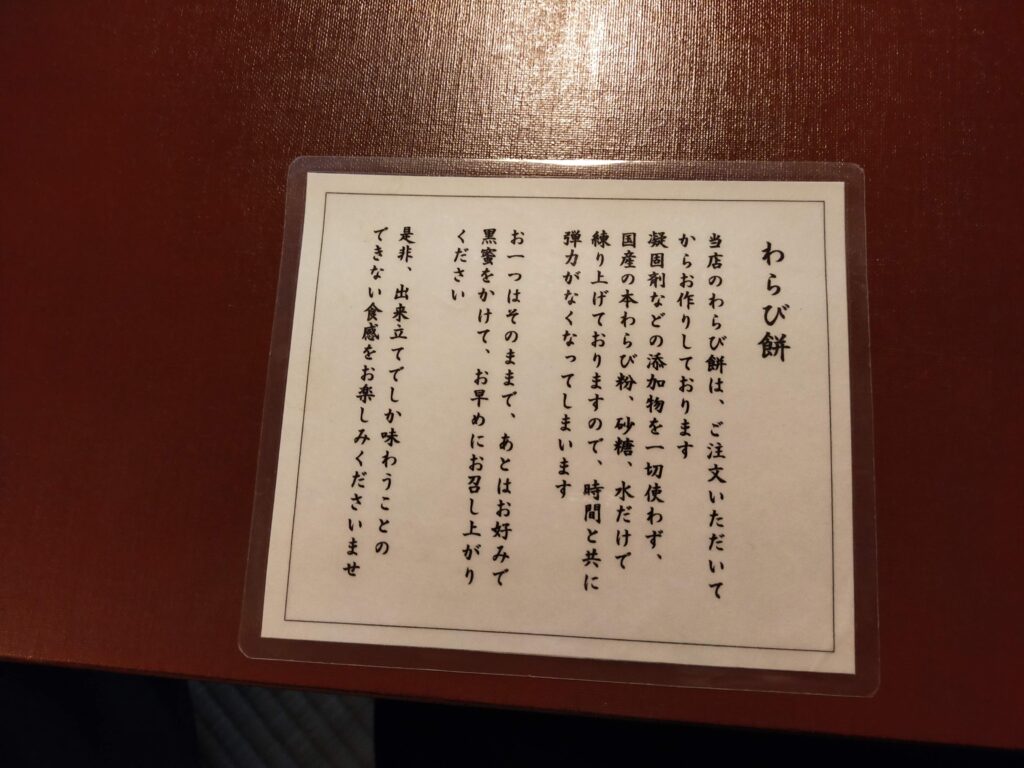 わらび餅
当店のわらび餅は、ご注文いただいて
からお作りしております
凝固剤などの添加物を一切使わず、
国産の本わらび粉、砂糖、水だけで
練り上げておりますので、時間と共に
弾力がなくなってしまいます
お一つはそのままで、あとはお好みで
黒蜜をかけて、お早めにお召し上がり
ください
是非、出来立てでしか味わうことの
できない食感をお楽しみくださいませ